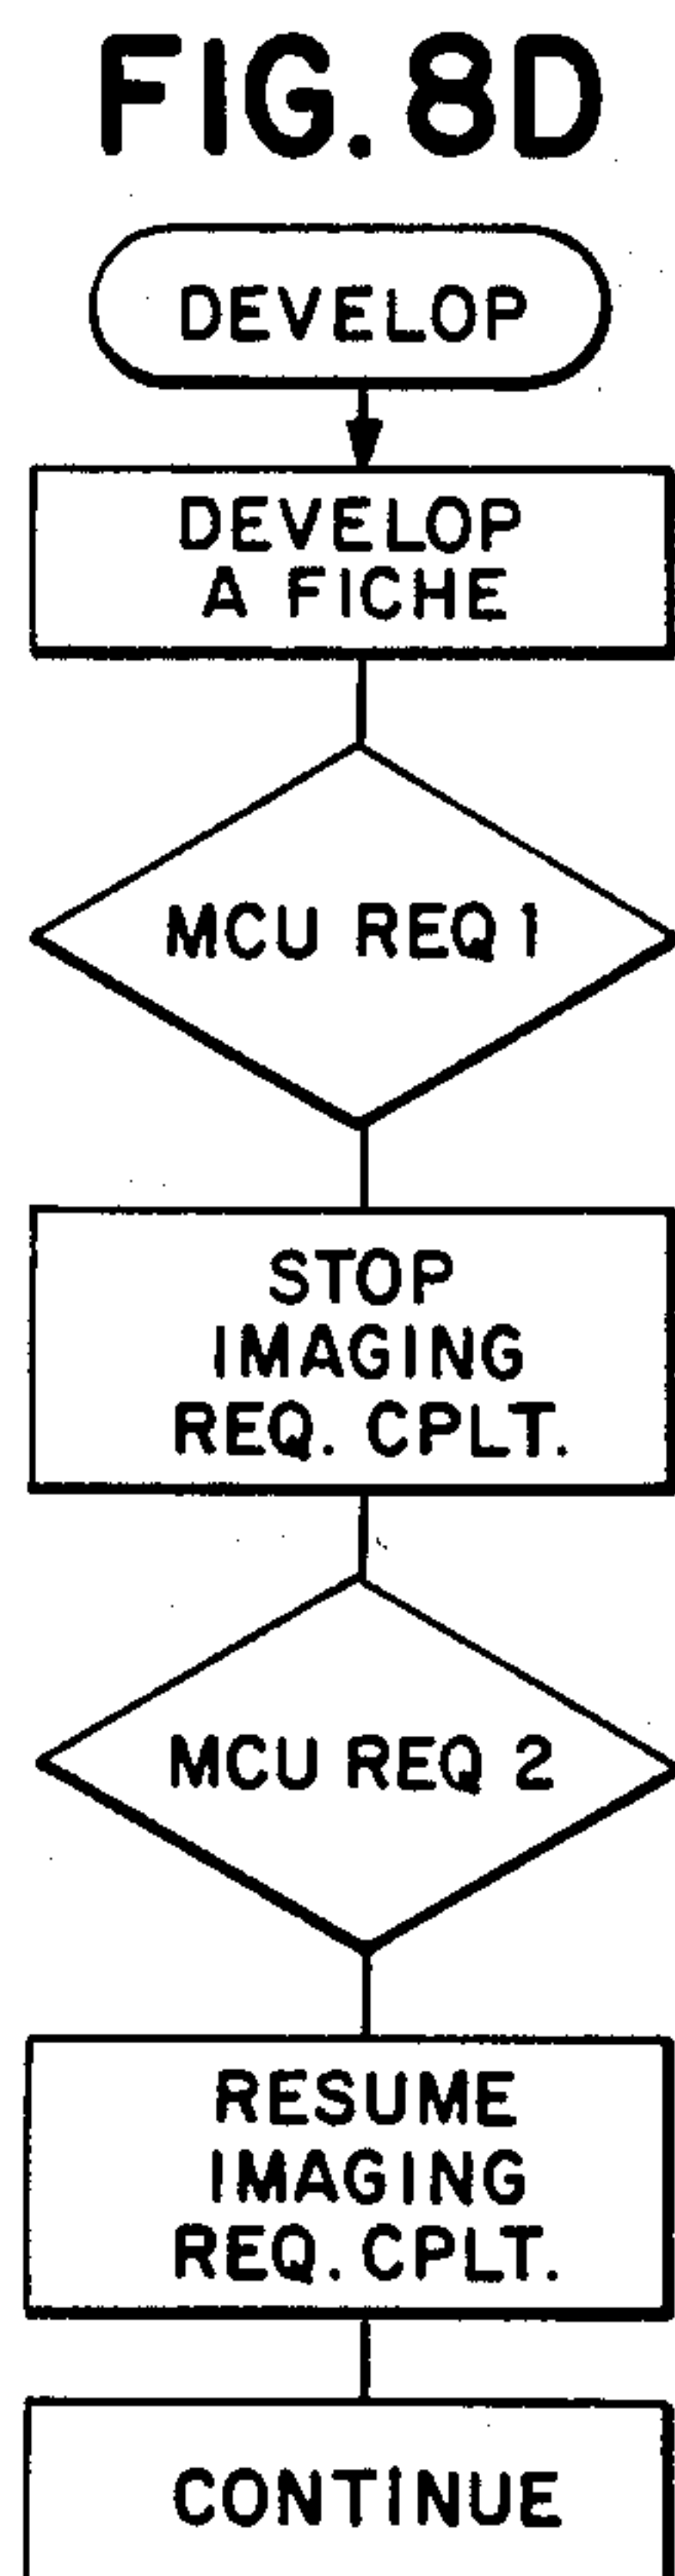 FIG. 8D
DEVELOP
DEVELOP
A FICHE
MCU REQ 1
STOP
IMAGING
REQ. CPLT.
MCU REQ 2
RESUME
IMAGING
REQ. CPLT.
CONTINUE